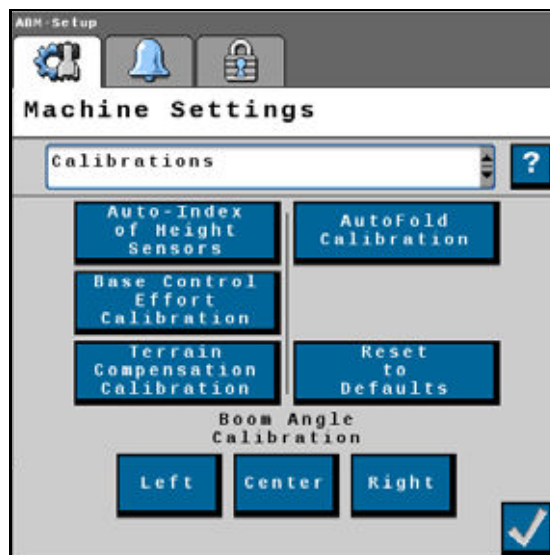 ABM-Setup
Machine Settings
Calibrations
?
Auto-Index
of Height
Sensors
AutoFold
Calibration
Base Control
Effort
Calibration
Terrain
Compensation
Calibration
Reset
to
Defaults
Boom Angle
Calibration
Left
Center
Right